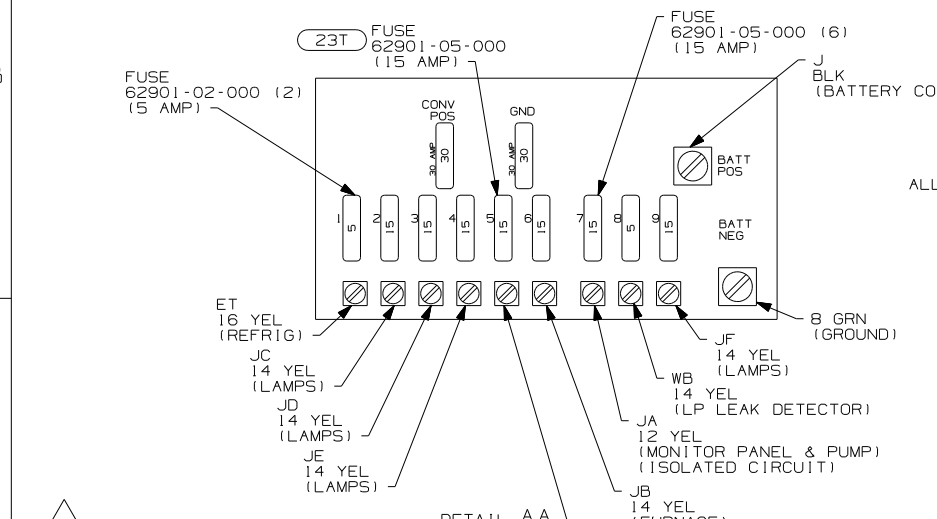 23T
FUSE
62901-05-000
(15 AMP)
FUSE
62901-05-000 (6)
(15 AMP)
J
BLK
(BATTERY CO
FUSE
62901-02-000 (2)
(5 AMP)
ALL
CONV
POS
GND
30 AMP
30
30 AMP
30
BATT
POS
BATT
NEG
1
5
2
15
3
15
4
15
5
15
6
15
7
15
8
5
9
15
ET
16 YEL
(REFRIG)
JC
14 YEL
(LAMPS)
JD
14 YEL
(LAMPS)
JE
14 YEL
(LAMPS)
8 GRN
(GROUND)
JF
14 YEL
(LAMPS)
WB
14 YEL
(LP LEAK DETECTOR)
JA
12 YEL
(MONITOR PANEL & PUMP)
(ISOLATED CIRCUIT)
JB
14 YEL
(FURNACE)
DETAIL AA